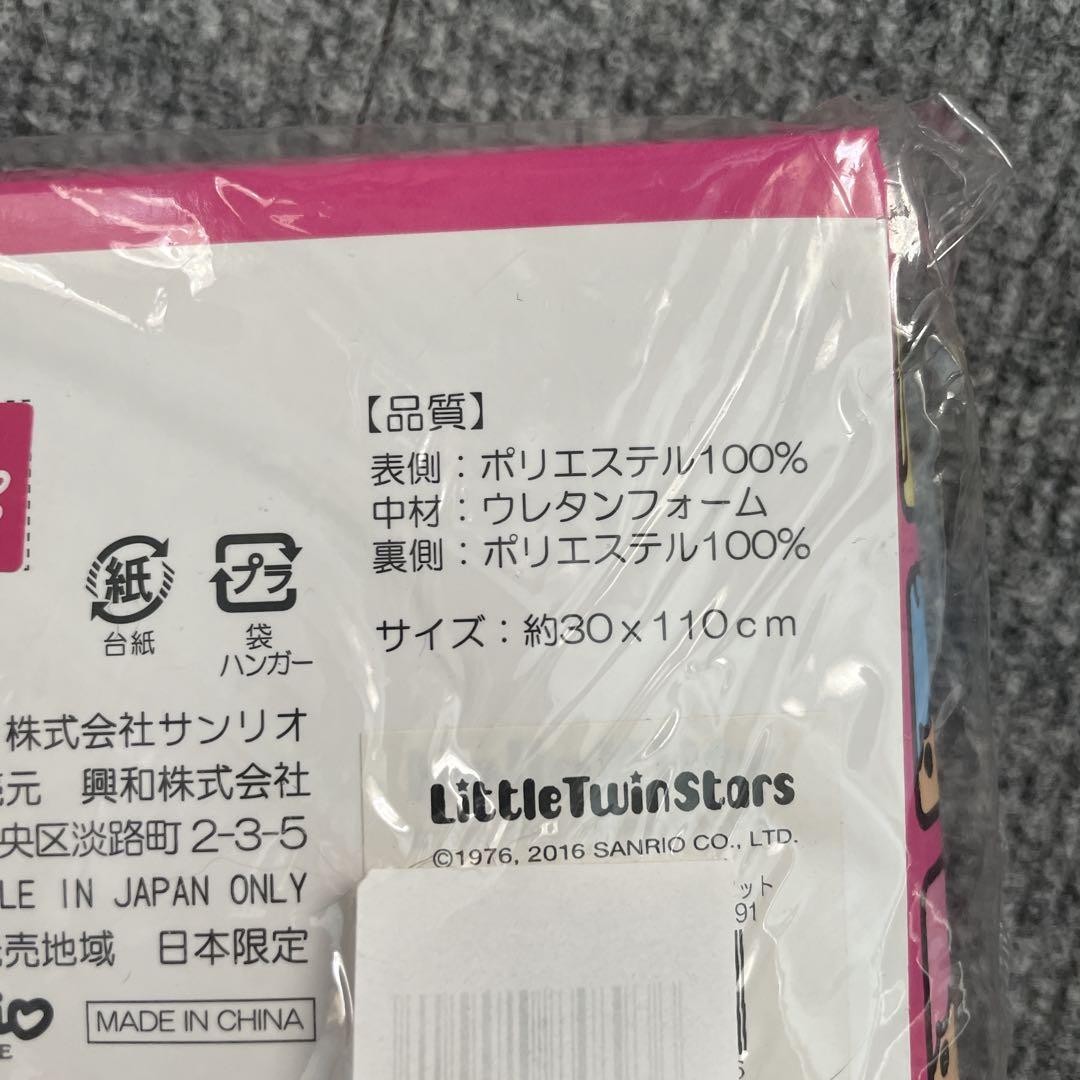 【品質】
表側：ポリエステル100%
中材：ウレタンフォーム
裏側：ポリエステル100%
サイズ：約30×110cm
紙
台紙
プラ
袋
ハンガー
株式会社サンリオ
元 興和株式会社
央区淡路町2-3-5
LE IN JAPAN ONLY
売地域 日本限定
MADE IN CHINA
LittleTwinStars
©1976, 2016 SANRIO CO., LTD.
ット
91